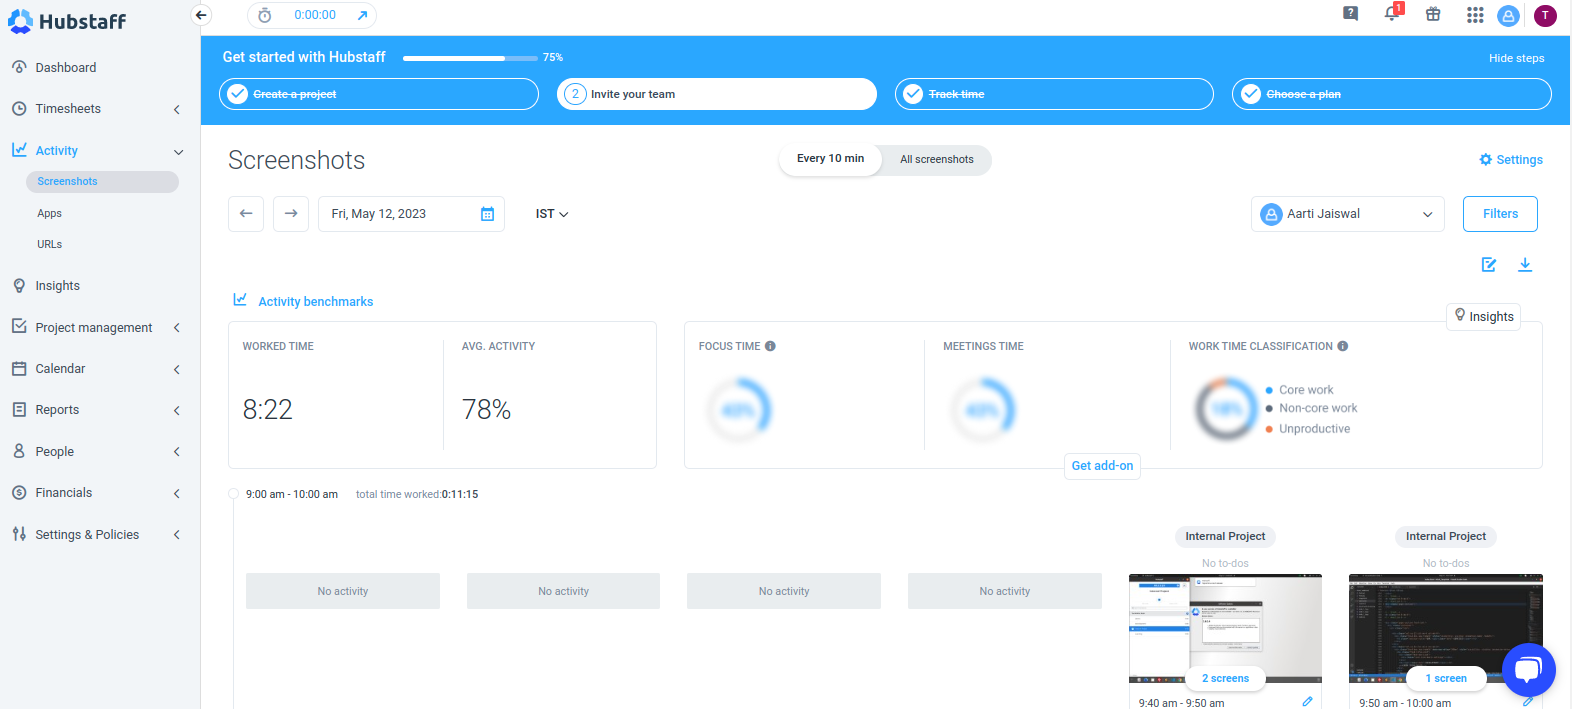 Hubstaff
0:00:00
?
1
T
Dashboard
Timesheets
Activity
Screenshots
Apps
URLs
Insights
Project management
Calendar
Reports
People
Financials
Settings & Policies
Get started with Hubstaff
75%
Hide steps
Create a project
2 Invite your team
Track time
Choose a plan
Screenshots
Every 10 min
All screenshots
Settings
Fri, May 12, 2023
IST
Aarti Jaiswal
Filters
Activity benchmarks
Insights
WORKED TIME
AVG. ACTIVITY
FOCUS TIME
MEETINGS TIME
WORK TIME CLASSIFICATION
8:22
78%
Core work
Non-core work
Unproductive
Get add-on
9:00 am - 10:00 am total time worked:0:11:15
Internal Project
Internal Project
No to-dos
No to-dos
No activity
No activity
No activity
No activity
2 screens
1 screen
9:40 am - 9:50 am
9:50 am - 10:00 am